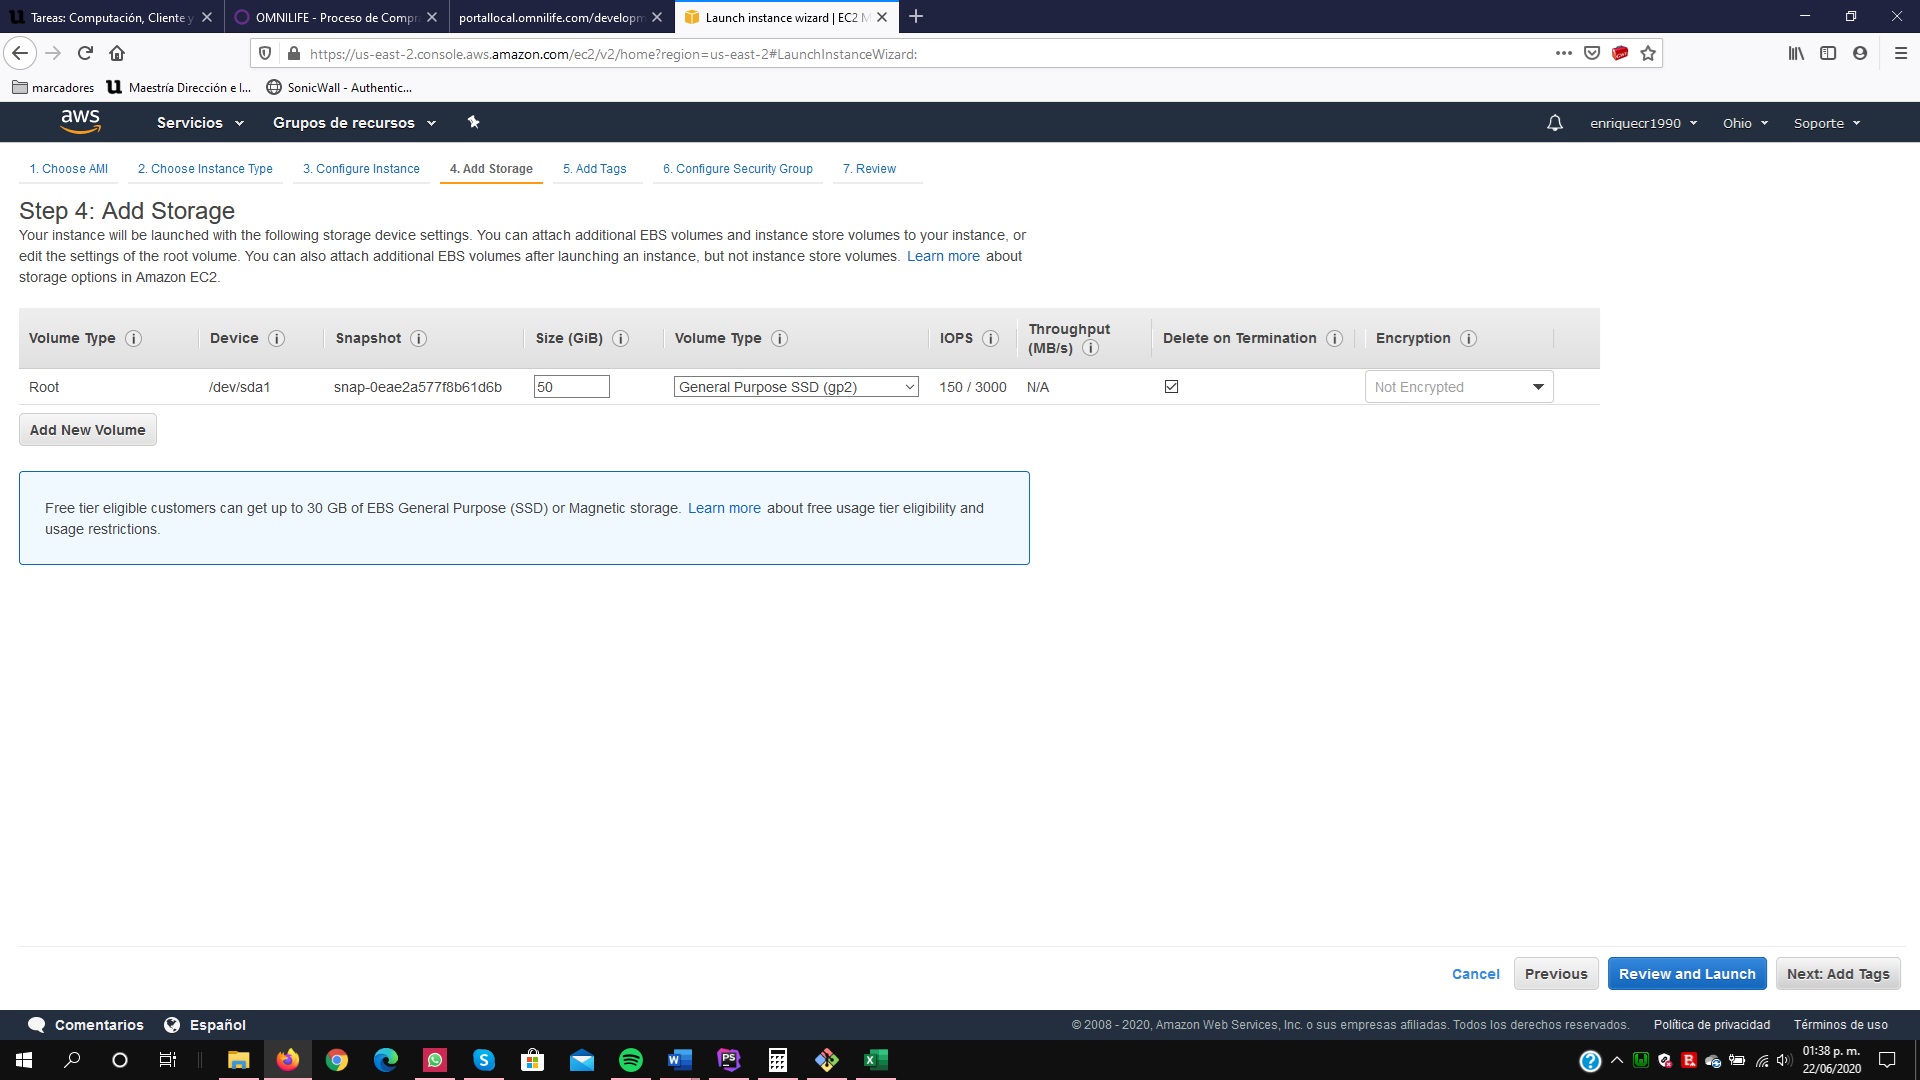 Tareas: Computación, Cliente y
OMNILIFE - Proceso de Compr
portallocal.omnilife.com/developm
Launch instance wizard | EC2 M
https://us-east-2.console.aws.amazon.com/ec2/v2/home?region=us-east-2#LaunchInstanceWizard:
marcadores
Maestría Dirección e I...
SonicWall - Authentic...
aws
Servicios
Grupos de recursos
enriquecr1990
Ohio
Soporte
1. Choose AMI
2. Choose Instance Type
3. Configure Instance
4. Add Storage
5. Add Tags
6. Configure Security Group
7. Review
Step 4: Add Storage
Your instance will be launched with the following storage device settings. You can attach additional EBS volumes and instance store volumes to your instance, or
edit the settings of the root volume. You can also attach additional EBS volumes after launching an instance, but not instance store volumes. Learn more about
storage options in Amazon EC2.
Volume Type
Device
Snapshot
Size (GiB)
Volume Type
IOPS
Throughput
(MB/s)
Delete on Termination
Encryption
Root
/dev/sda1
snap-0eae2a577f8b61d6b
50
General Purpose SSD (gp2)
150 / 3000
N/A
Not Encrypted
Add New Volume
Free tier eligible customers can get up to 30 GB of EBS General Purpose (SSD) or Magnetic storage. Learn more about free usage tier eligibility and
usage restrictions.
Cancel
Previous
Review and Launch
Next: Add Tags
Comentarios
Español
© 2008 - 2020, Amazon Web Services, Inc. o sus empresas afiliadas. Todos los derechos reservados.
Política de privacidad
Términos de uso
01:38 p. m.
22/06/2020